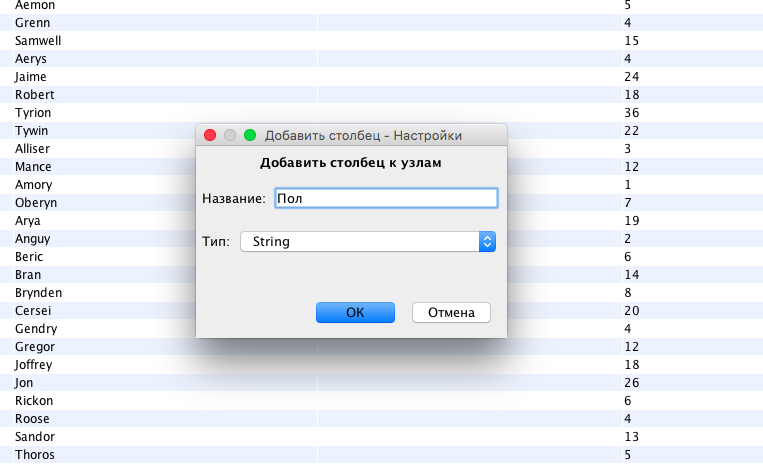 Aemon 5
Grenn 4
Samwell 15
Aerys 4
Jaime 24
Robert 18
Tyrion 36
Tywin 22
Alliser 3
Mance 12
Amory 1
Oberyn 7
Arya 19
Anguy 2
Beric 6
Bran 14
Brynden 8
Cersei 20
Gendry 4
Gregor 12
Joffrey 18
Jon 26
Rickon 6
Roose 4
Sandor 13
Thoros 5
Добавить столбец - Настройки
Добавить столбец к узлам
Название: Пол
Тип: String
OK Отмена